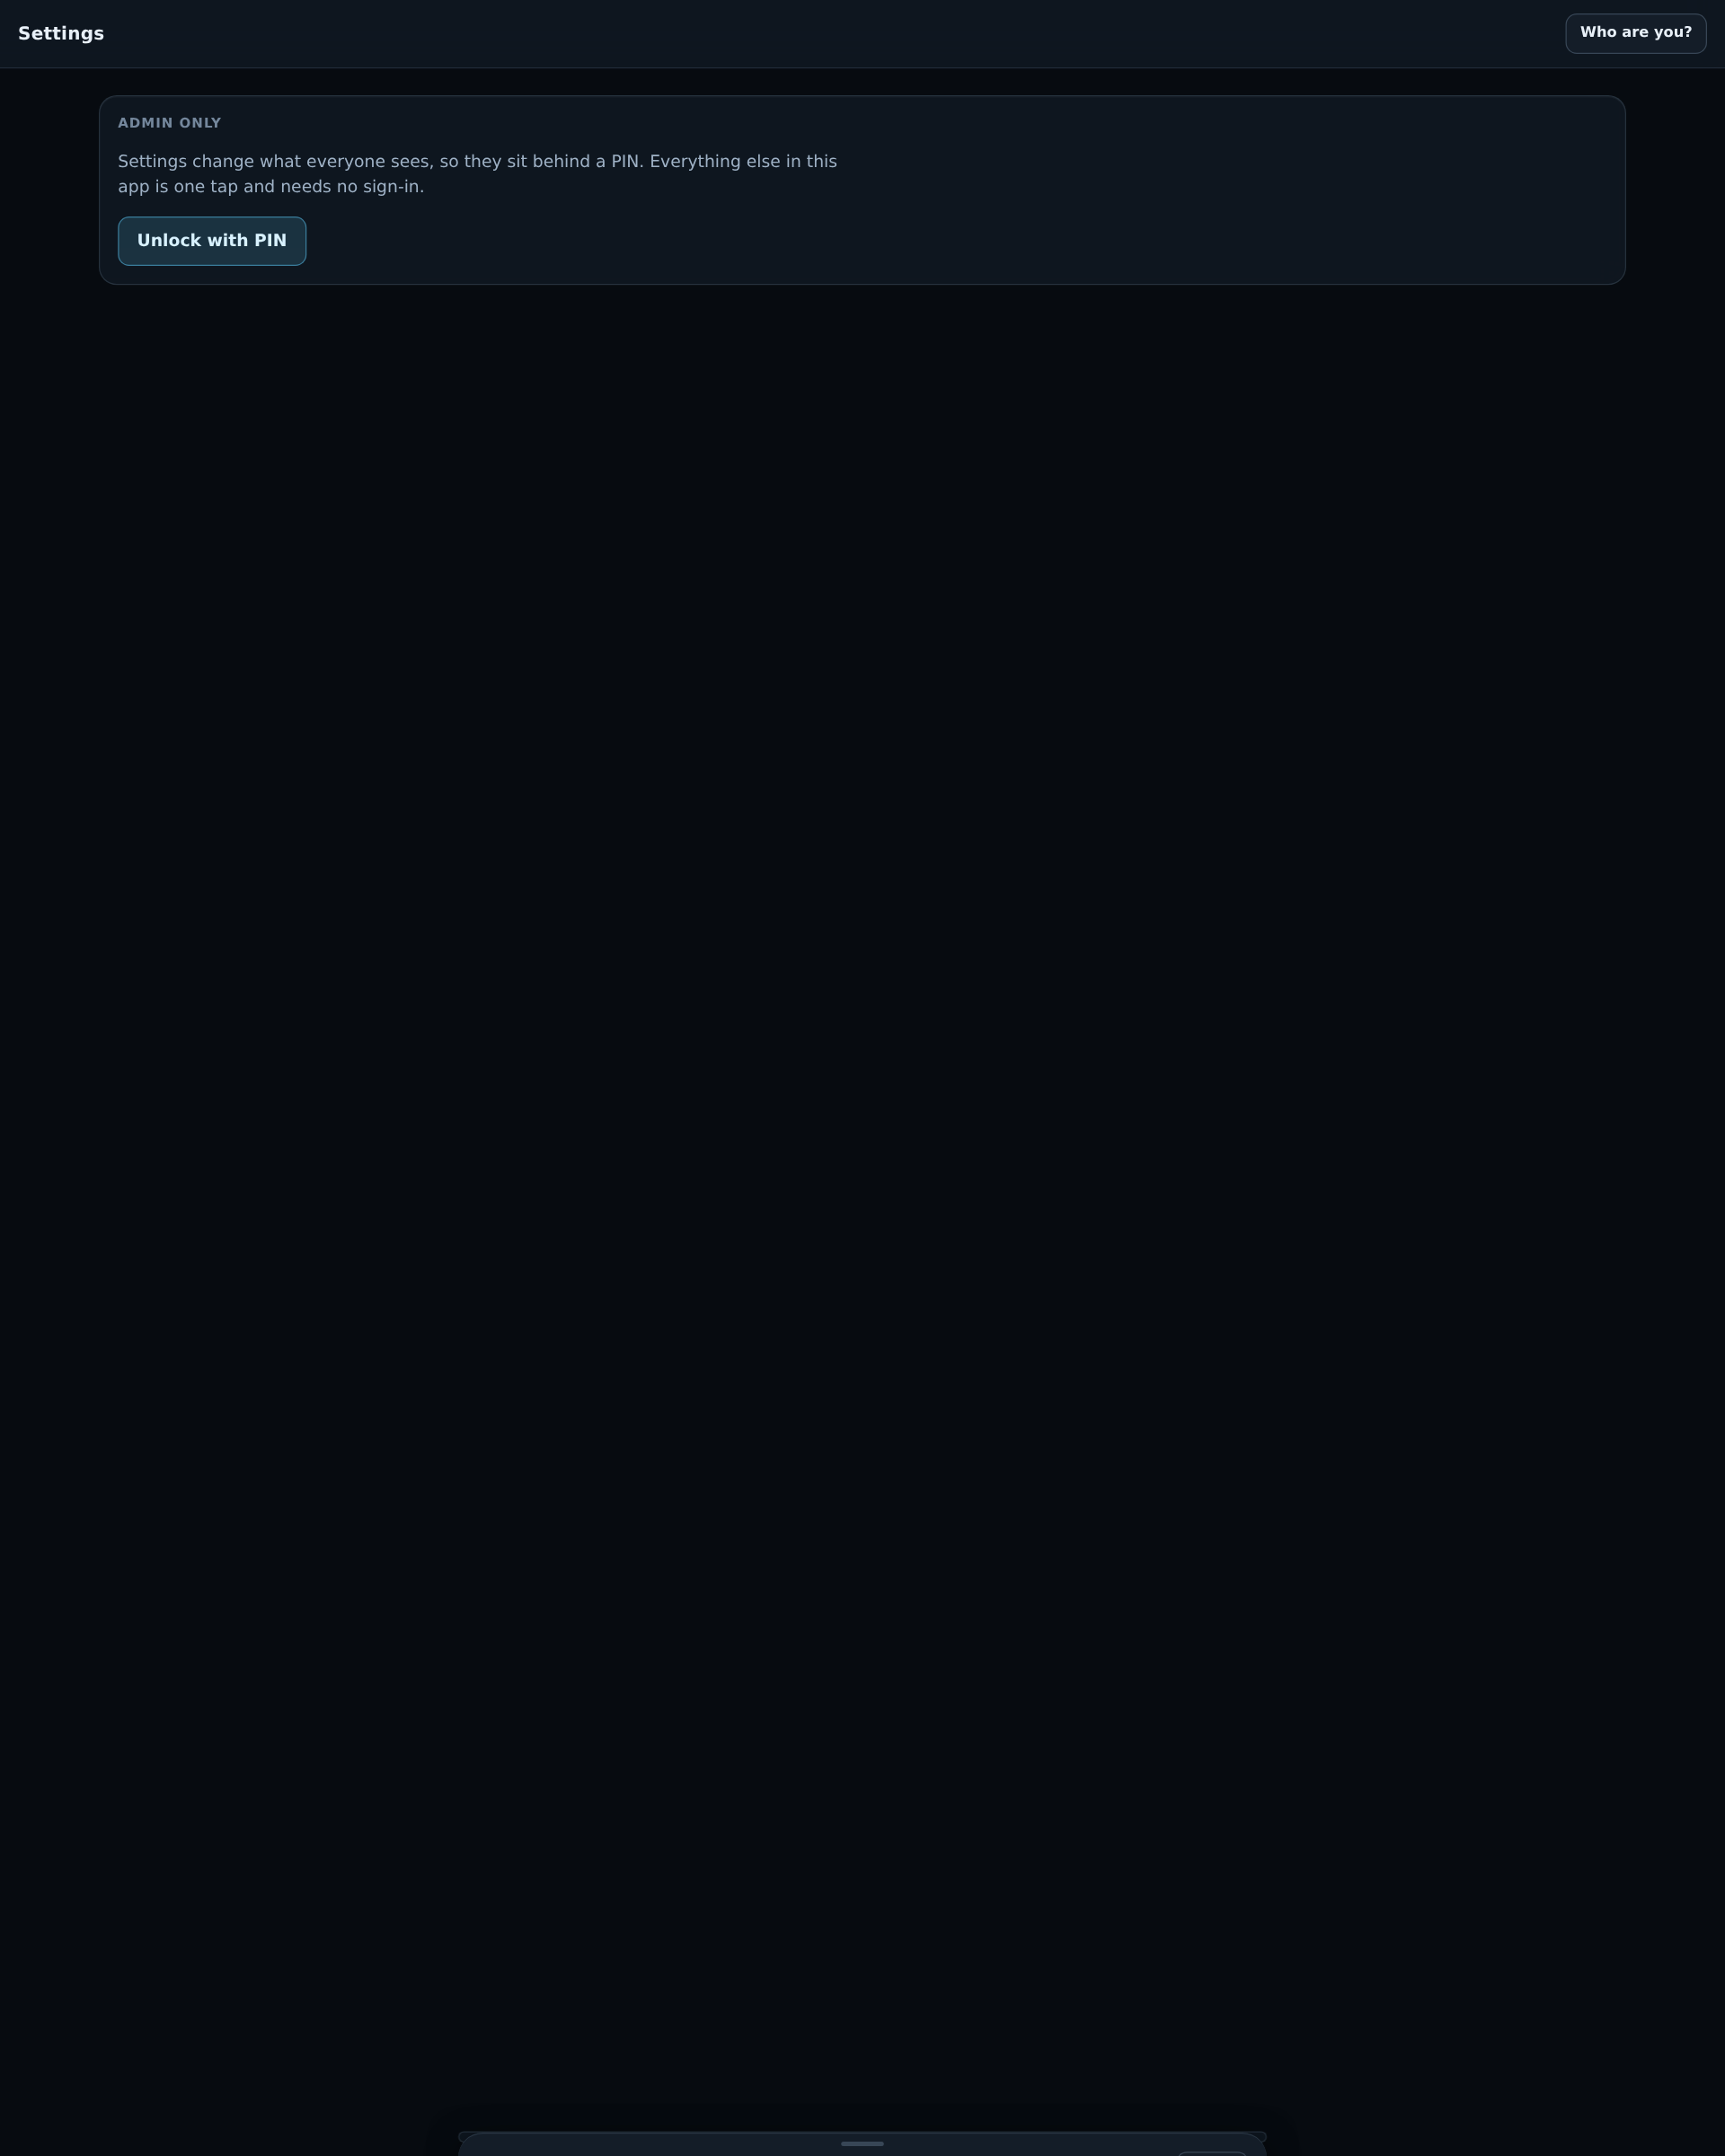 Settings
Who are you?
ADMIN ONLY
Settings change what everyone sees, so they sit behind a PIN. Everything else in this
app is one tap and needs no sign-in.
Unlock with PIN